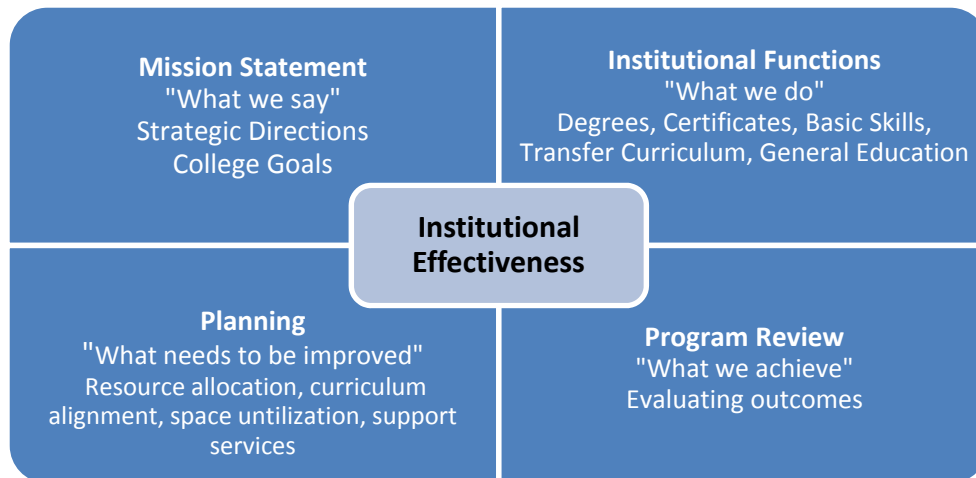 Mission Statement
"What we say"
Strategic Directions
College Goals
Institutional Functions
"What we do"
Degrees, Certificates, Basic Skills,
Transfer Curriculum, General Education
Institutional
Effectiveness
Planning
"What needs to be improved"
Resource allocation, curriculum
alignment, space untilization, support
services
Program Review
"What we achieve"
Evaluating outcomes